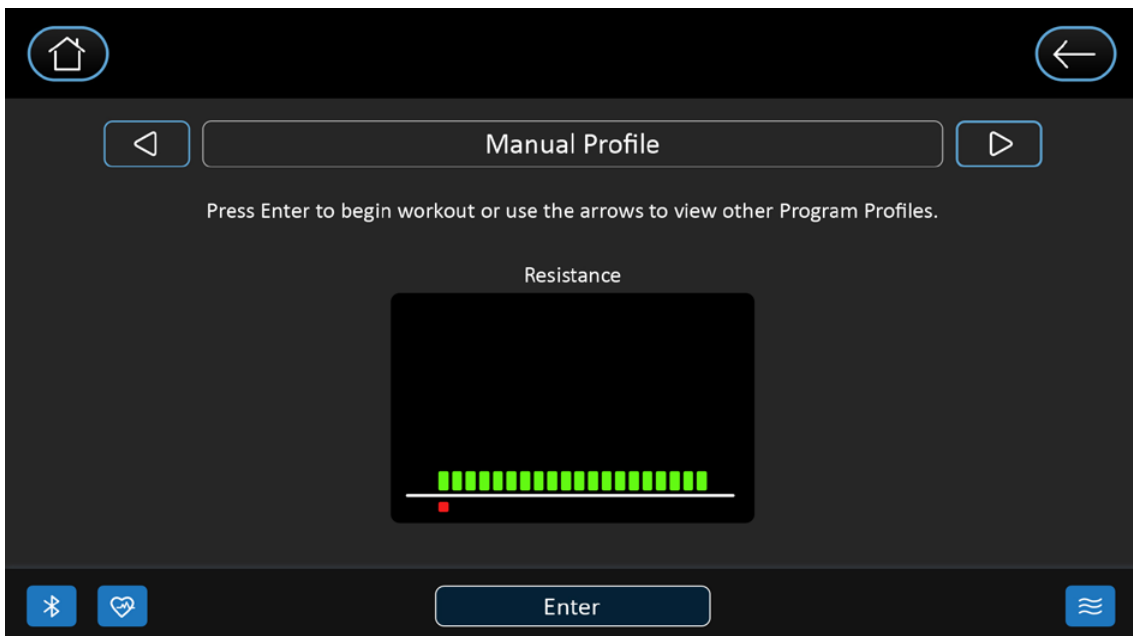 Manual Profile
Press Enter to begin workout or use the arrows to view other Program Profiles.
Resistance
Enter